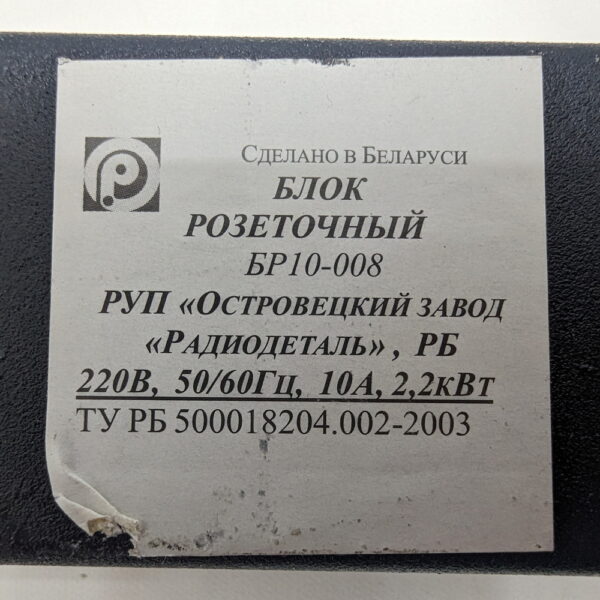 Сделано в Беларуси
БЛОК
РОЗЕТОЧНЫЙ
БР10-008
РУП «Островецкий завод
«Радиодеталь», РБ
220В, 50/60Гц, 10А, 2,2кВт
ТУ РБ 500018204.002-2003